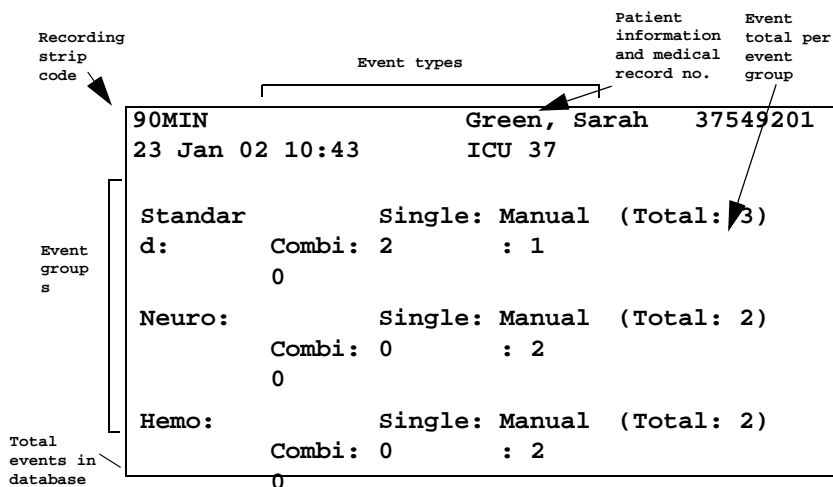 Recording
strip
code
Event types
Patient
information
and medical
record no.
Event
total per
event
group
90MIN Green, Sarah 37549201
23 Jan 02 10:43 ICU 37
Event
group
s
Standar Single: Manual (Total: 3)
d: Combi: 2 : 1
0
Neuro: Single: Manual (Total: 2)
Combi: 0 : 2
0
Hemo: Single: Manual (Total: 2)
Combi: 0 : 2
0
Total
events in
database